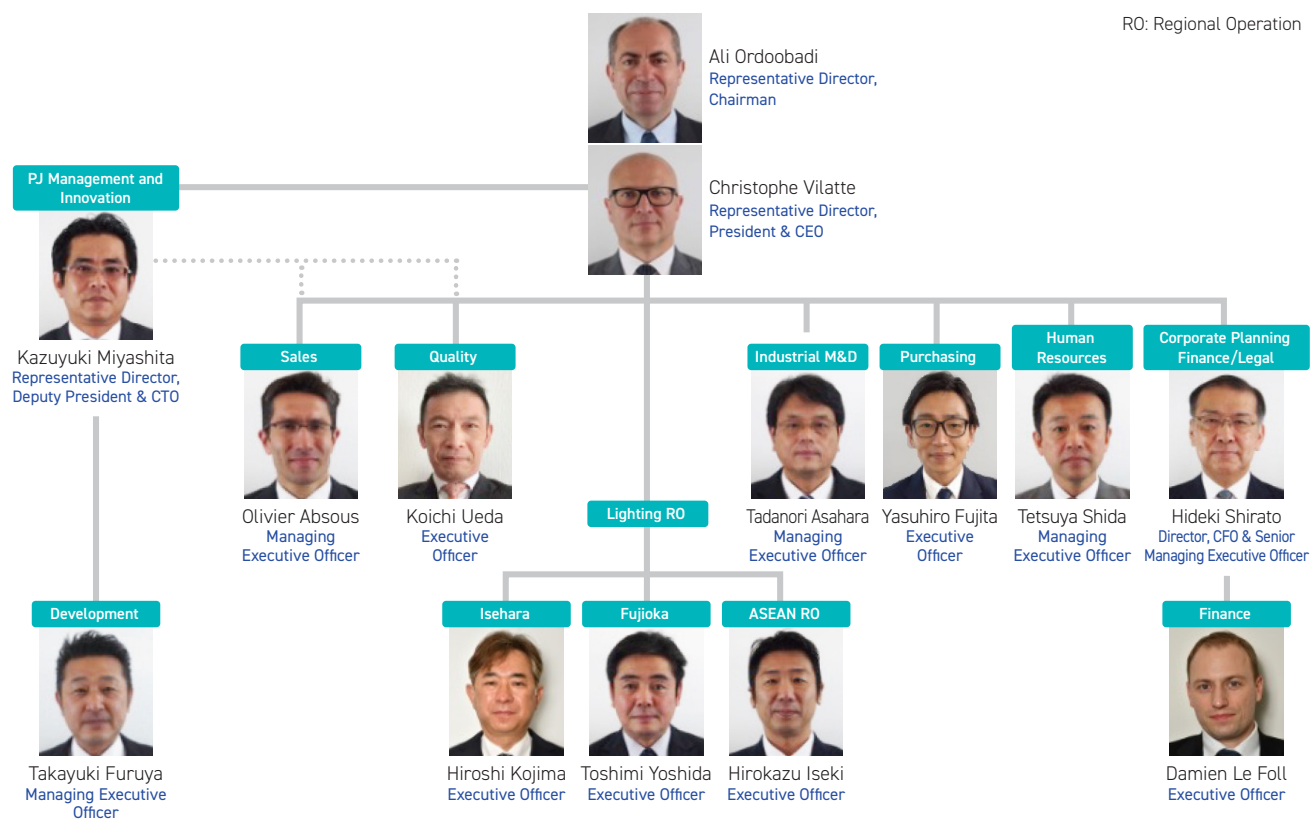 RO: Regional Operation
Ali Ordoobadi
Representative Director,
Chairman
PJ Management and
Innovation
Christophe Vilatte
Representative Director,
President & CEO
Kazuyuki Miyashita
Representative Director,
Deputy President & CTO
Sales
Olivier Absous
Managing
Executive Officer
Quality
Koichi Ueda
Executive
Officer
Industrial M&D
Tadanori Asahara
Managing
Executive Officer
Purchasing
Yasuhiro Fujita
Executive
Officer
Human
Resources
Tetsuya Shida
Managing
Executive Officer
Corporate Planning
Finance/Legal
Hideki Shirato
Director, CFO & Senior
Managing Executive Officer
Lighting RO
Development
Takayuki Furuya
Managing Executive
Officer
Isehara
Hiroshi Kojima
Executive Officer
Fujioka
Toshimi Yoshida
Executive Officer
ASEAN RO
Hirokazu Iseki
Executive Officer
Finance
Damien Le Foll
Executive Officer